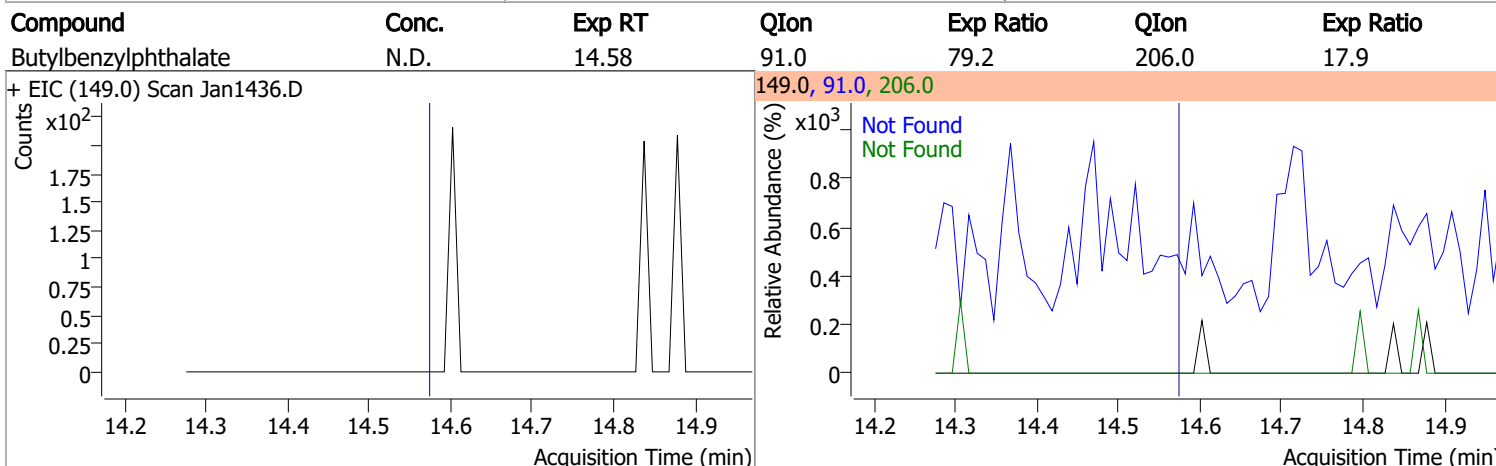 Compound Conc. Exp RT QIon Exp Ratio QIon Exp Ratio
Butylbenzylphthalate N.D. 14.58 91.0 79.2 206.0 17.9
+ EIC (149.0) Scan Jan1436.D
Counts
x10²
1.75
1.5
1.25
1
0.75
0.5
0.25
0
14.2 14.3 14.4 14.5 14.6 14.7 14.8 14.9
Acquisition Time (min)
149.0, 91.0, 206.0
Relative Abundance (%)
x10³
Not Found
Not Found
0.8
0.6
0.4
0.2
0
14.2 14.3 14.4 14.5 14.6 14.7 14.8 14.9
Acquisition Time (min)